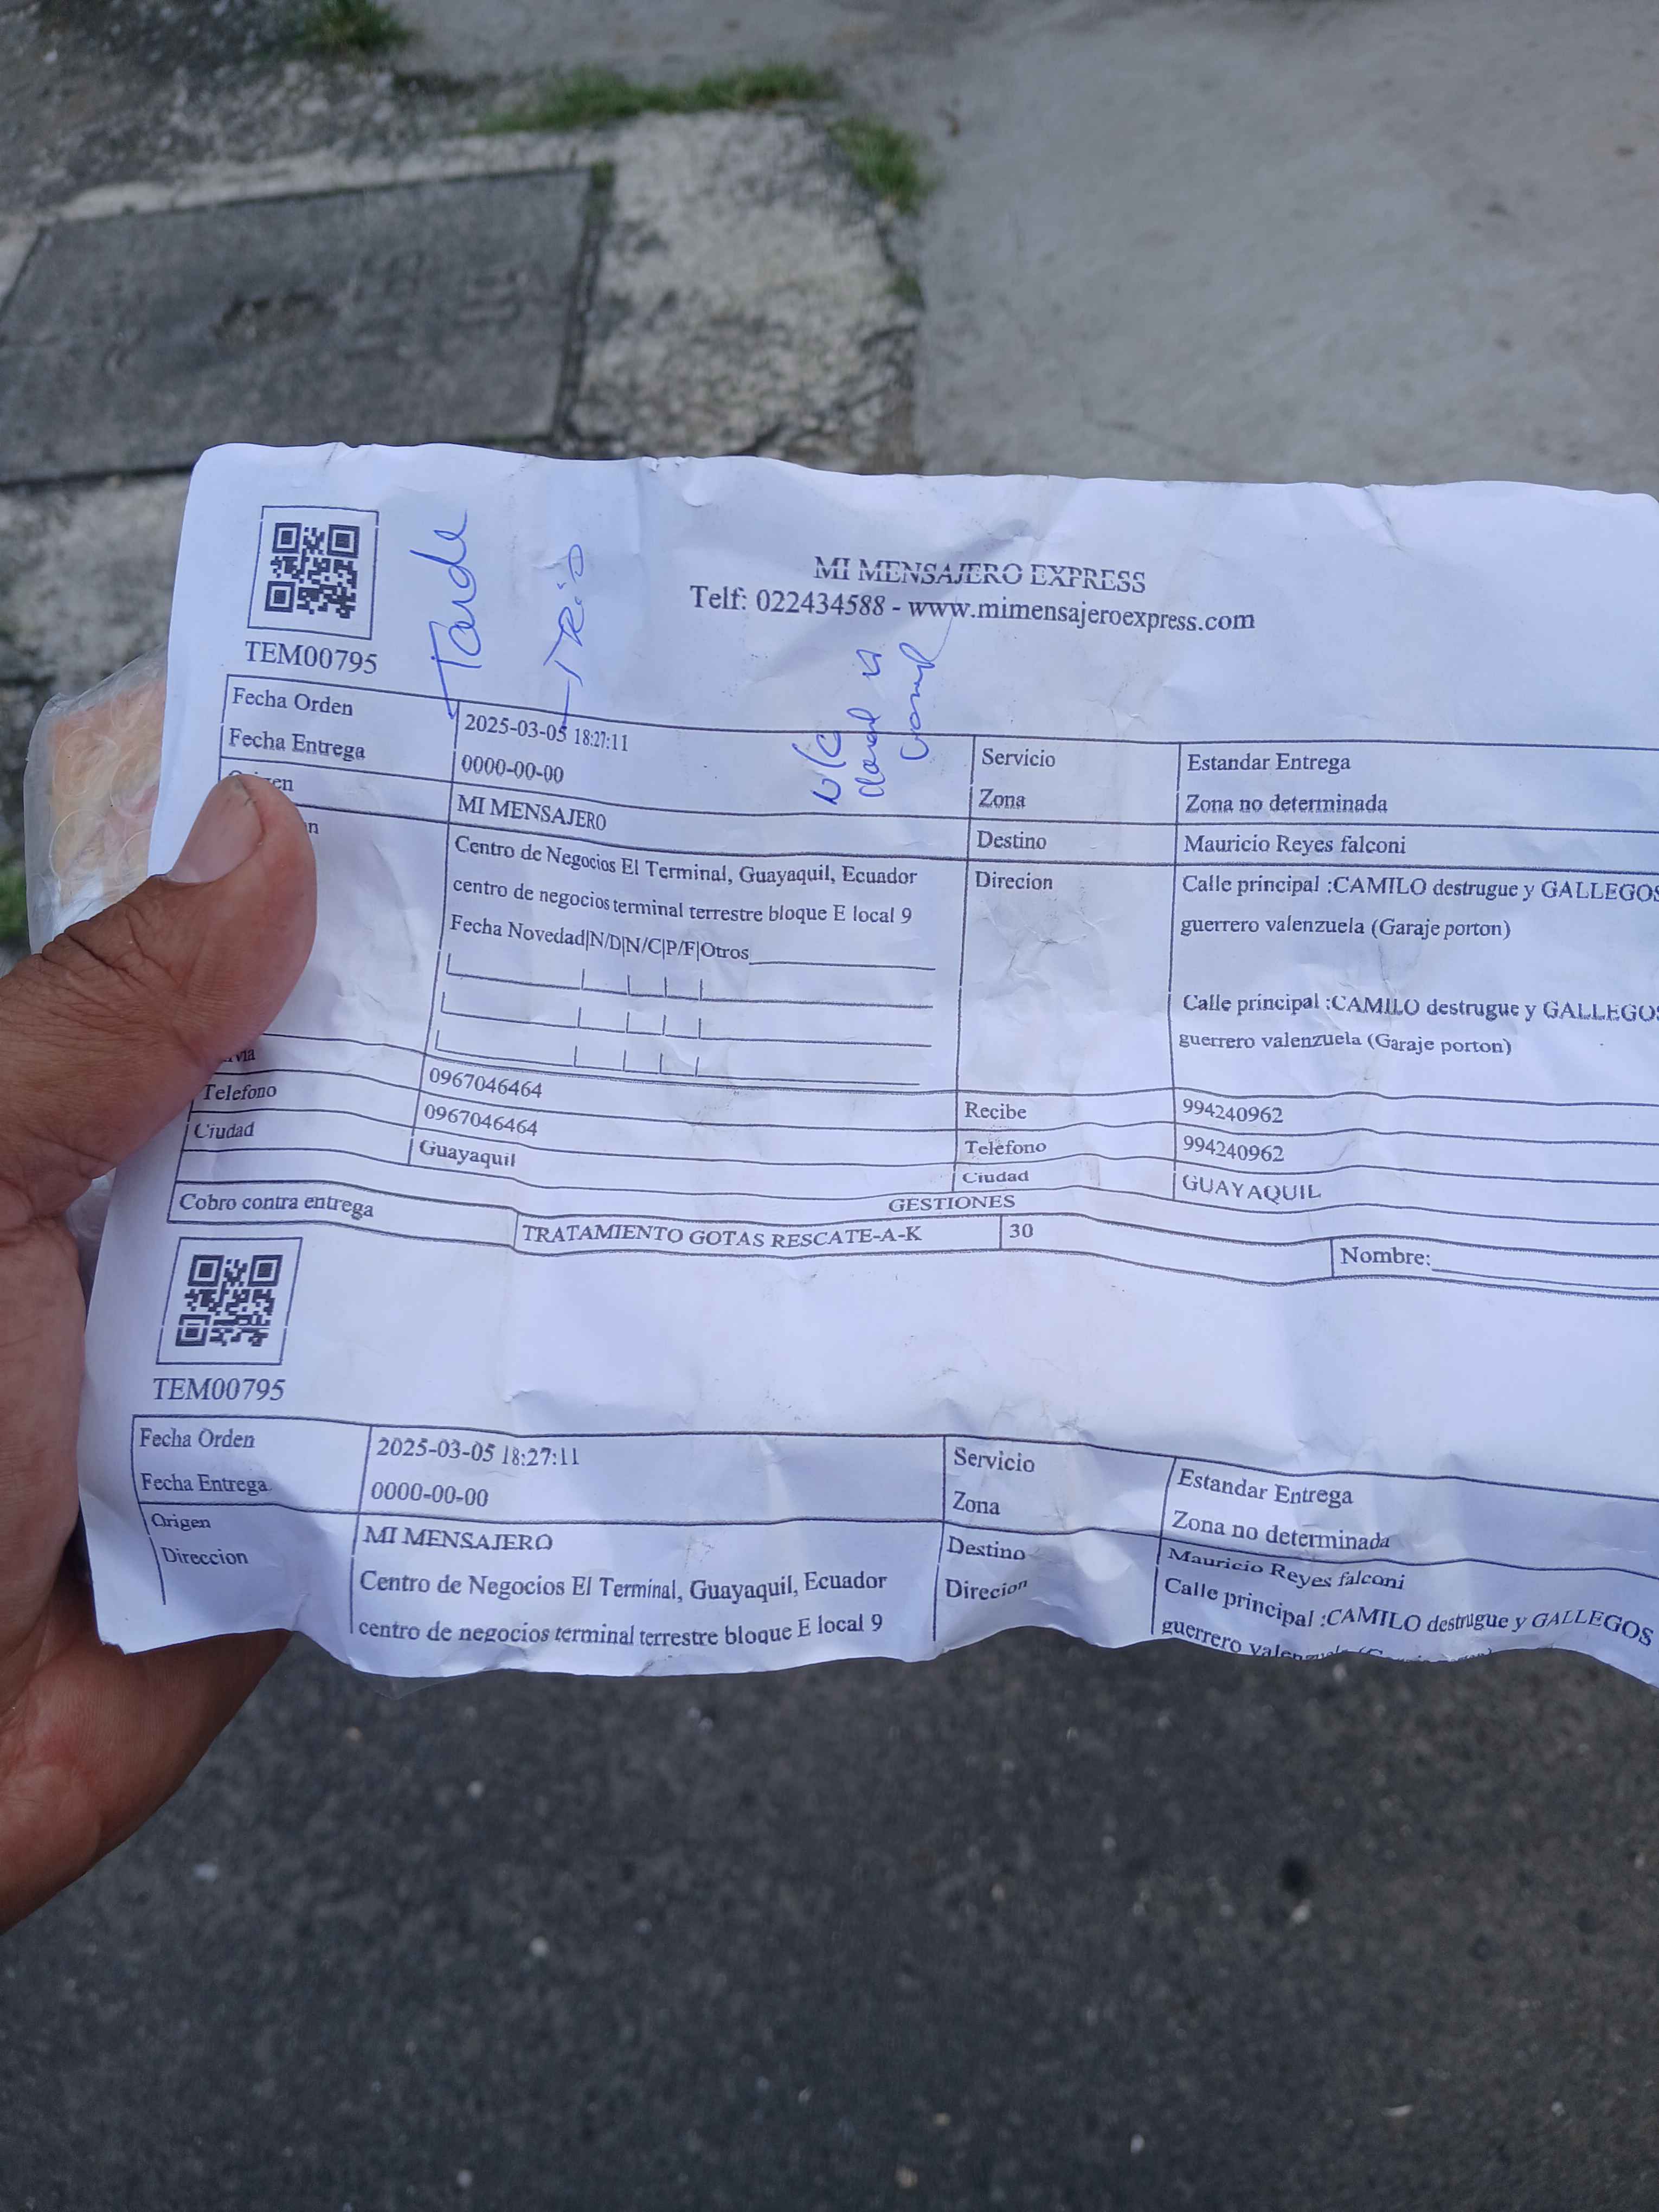 Tarde
MI MENSAJERO EXPRESS
Telf: 022434588 - www.mimensajeroexpress.com
TEM00795
Fecha Orden 2025-03-05 18:27:11 Servicio Estandar Entrega
Fecha Entrega 0000-00-00 Zona Zona no determinada
MI MENSAJERO Destino Mauricio Reyes falconi
Centro de Negocios El Terminal, Guayaquil, Ecuador Direcion Calle principal :CAMILO destrugue y GALLEGOS
centro de negocios terminal terrestre bloque E local 9 guerrero valenzuela (Garaje porton)
Fecha Novedad|N/D|N/C|P/F|Otros
Calle principal :CAMILO destrugue y GALLEGOS
guerrero valenzuela (Garaje porton)
0967046464 Recibe 994240962
Telefono 0967046464 Telefono 994240962
Ciudad Guayaquil Ciudad GUAYAQUIL
GESTIONES
Cobro contra entrega TRATAMIENTO GOTAS RESCATE-A-K 30 Nombre:
TEM00795
Fecha Orden 2025-03-05 18:27:11 Servicio Estandar Entrega
Fecha Entrega 0000-00-00 Zona Zona no determinada
Origen MI MENSAJERO Destino Mauricio Reyes falconi
Direccion Centro de Negocios El Terminal, Guayaquil, Ecuador Direcion Calle principal :CAMILO destrugue y GALLEGOS
centro de negocios terminal terrestre bloque E local 9 guerrero